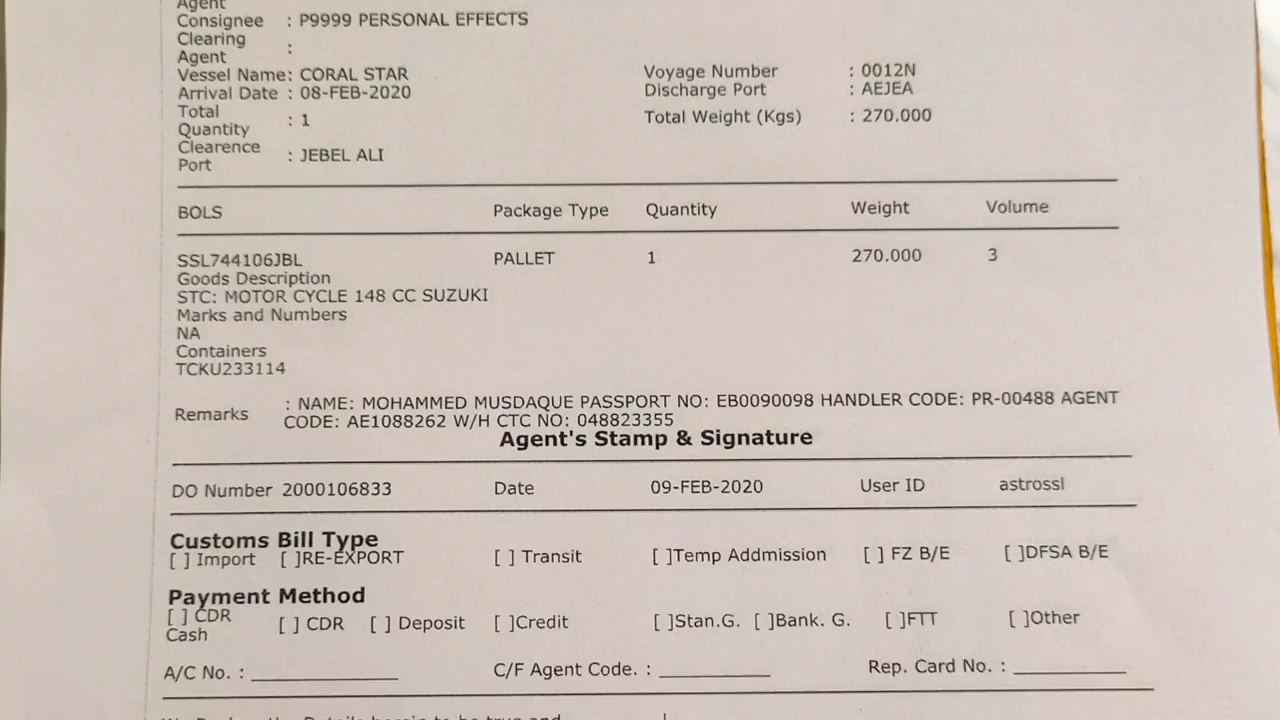 Agent
Consignee : P9999 PERSONAL EFFECTS
Clearing
Agent :
Vessel Name: CORAL STAR Voyage Number : 0012N
Arrival Date : 08-FEB-2020 Discharge Port : AEJEA
Total
Quantity : 1 Total Weight (Kgs) : 270.000
Clearence
Port : JEBEL ALI
BOLS Package Type Quantity Weight Volume
SSL744106JBL PALLET 1 270.000 3
Goods Description
STC: MOTOR CYCLE 148 CC SUZUKI
Marks and Numbers
NA
Containers
TCKU233114
Remarks : NAME: MOHAMMED MUSDAQUE PASSPORT NO: EB0090098 HANDLER CODE: PR-00488 AGENT
CODE: AE1088262 W/H CTC NO: 048823355
Agent's Stamp & Signature
DO Number 2000106833 Date 09-FEB-2020 User ID astrossl
Customs Bill Type
[ ] Import [ ]RE-EXPORT [ ] Transit [ ]Temp Addmission [ ] FZ B/E [ ]DFSA B/E
Payment Method
[ ] CDR
Cash [ ] CDR [ ] Deposit [ ]Credit [ ]Stan.G. [ ]Bank. G. [ ]FTT [ ]Other
A/C No. : C/F Agent Code. : Rep. Card No. :